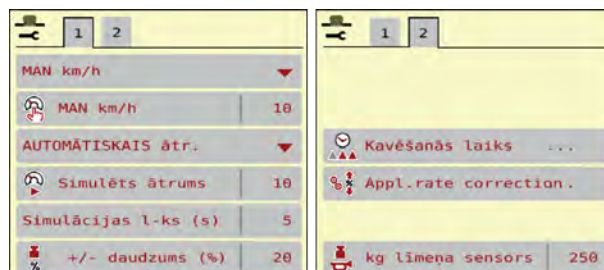 1 2
MAN km/h
MAN km/h 10
AUTOMĀTISKAIS ātr.
Simulēts ātrums 10
Simulācijas l-ks (s) 5
+/- daudzums (%) 20
%
1 2
Kavēšanās laiks ...
Appl.rate correction.
kg līmeņa sensors 250